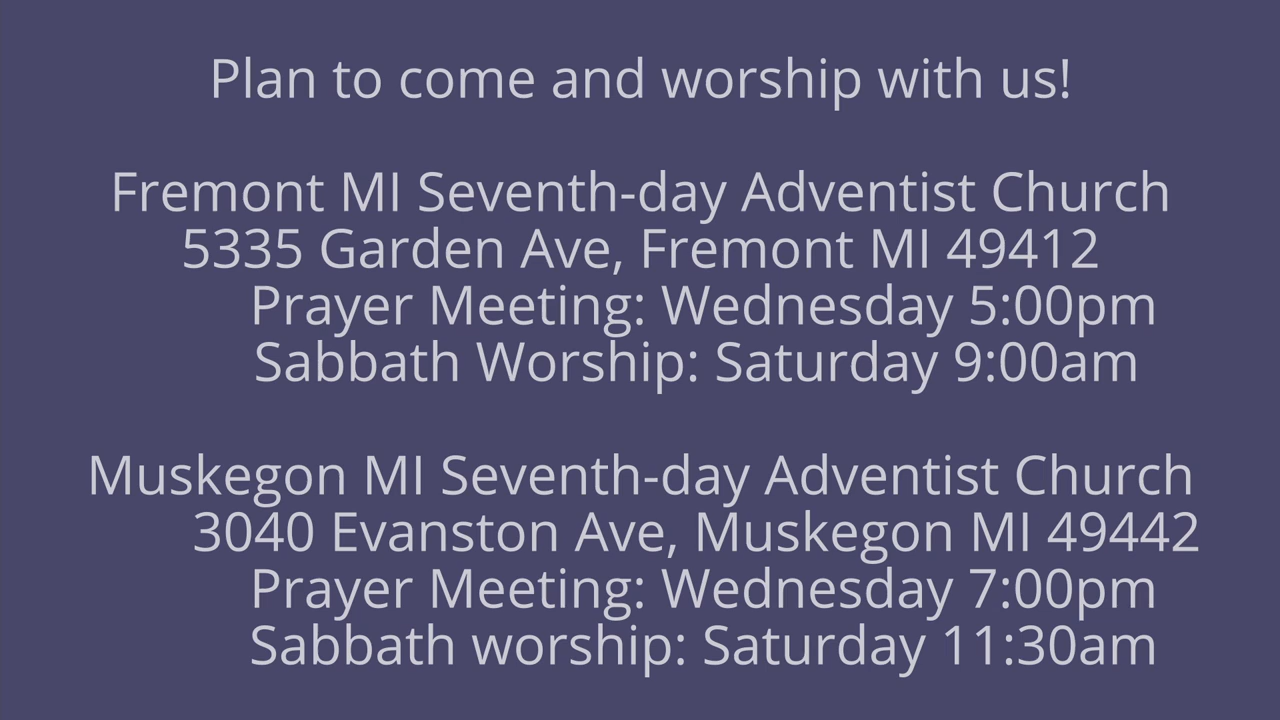 Plan to come and worship with us!
Fremont MI Seventh-day Adventist Church
5335 Garden Ave, Fremont MI 49412
Prayer Meeting: Wednesday 5:00pm
Sabbath Worship: Saturday 9:00am
Muskegon MI Seventh-day Adventist Church
3040 Evanston Ave, Muskegon MI 49442
Prayer Meeting: Wednesday 7:00pm
Sabbath worship: Saturday 11:30am